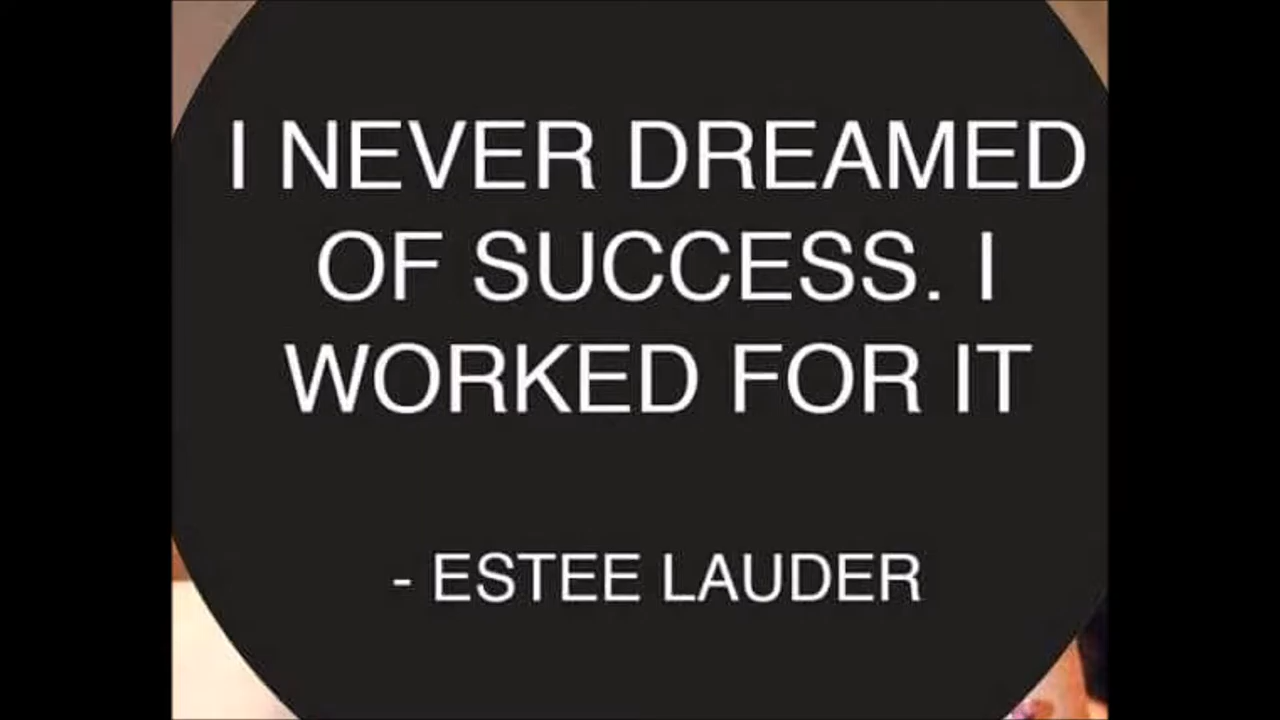 I NEVER DREAMED
OF SUCCESS. I
WORKED FOR IT
- ESTEE LAUDER